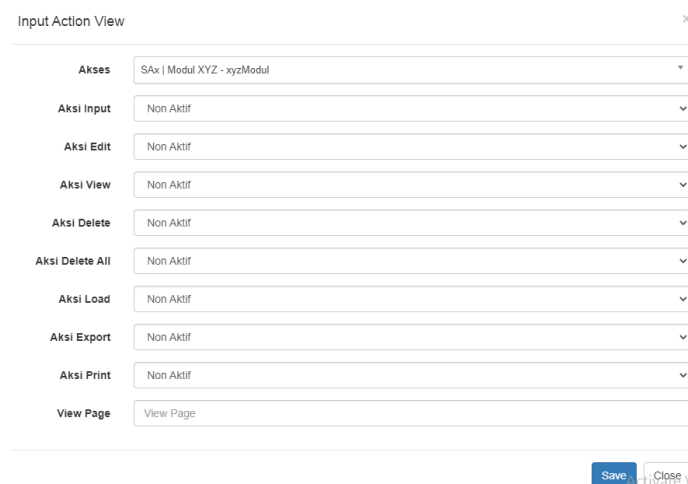 Input Action View
×
Akses SAx | Modul XYZ - xyzModul
Aksi Input Non Aktif
Aksi Edit Non Aktif
Aksi View Non Aktif
Aksi Delete Non Aktif
Aksi Delete All Non Aktif
Aksi Load Non Aktif
Aksi Export Non Aktif
Aksi Print Non Aktif
View Page View Page
Save Close
Activate